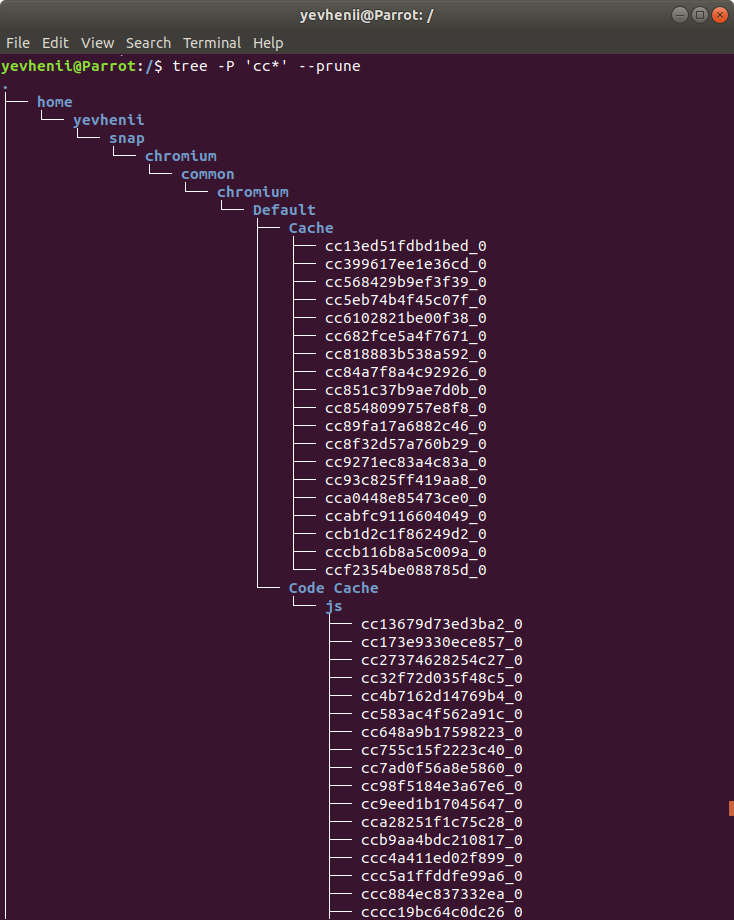 yevhenii@Parrot: /
File Edit View Search Terminal Help
yevhenii@Parrot:/$ tree -P 'cc*' --prune
.
├── home
│   └── yevhenii
│       └── snap
│           └── chromium
│               └── common
│                   └── chromium
│                       └── Default
│                           ├── Cache
│                           │   ├── cc13ed51fdbd1bed_0
│                           │   ├── cc399617ee1e36cd_0
│                           │   ├── cc568429b9ef3f39_0
│                           │   ├── cc5eb74b4f45c07f_0
│                           │   ├── cc6102821be00f38_0
│                           │   ├── cc682fce5a4f7671_0
│                           │   ├── cc818883b538a592_0
│                           │   ├── cc84a7f8a4c92926_0
│                           │   ├── cc851c37b9ae7d0b_0
│                           │   ├── cc8548099757e8f8_0
│                           │   ├── cc89fa17a6882c46_0
│                           │   ├── cc8f32d57a760b29_0
│                           │   ├── cc9271ec83a4c83a_0
│                           │   ├── cc93c825ff419aa8_0
│                           │   ├── cca0448e85473ce0_0
│                           │   ├── ccabfc9116604049_0
│                           │   ├── ccb1d2c1f86249d2_0
│                           │   ├── cccb116b8a5c009a_0
│                           │   └── ccf2354be088785d_0
│                           └── Code Cache
│                               └── js
│                                   ├── cc13679d73ed3ba2_0
│                                   ├── cc173e9330ece857_0
│                                   ├── cc27374628254c27_0
│                                   ├── cc32f72d035f48c5_0
│                                   ├── cc4b7162d14769b4_0
│                                   ├── cc583ac4f562a91c_0
│                                   ├── cc648a9b17598223_0
│                                   ├── cc755c15f2223c40_0
│                                   ├── cc7ad0f56a8e5860_0
│                                   ├── cc98f5184e3a67e6_0
│                                   ├── cc9eed1b17045647_0
│                                   ├── cca28251f1c75c28_0
│                                   ├── ccb9aa4bdc210817_0
│                                   ├── ccc4a411ed02f899_0
│                                   ├── ccc5a1ffddfe99a6_0
│                                   ├── ccc884ec837332ea_0
│                                   ├── cccc19bc64c0dc26_0